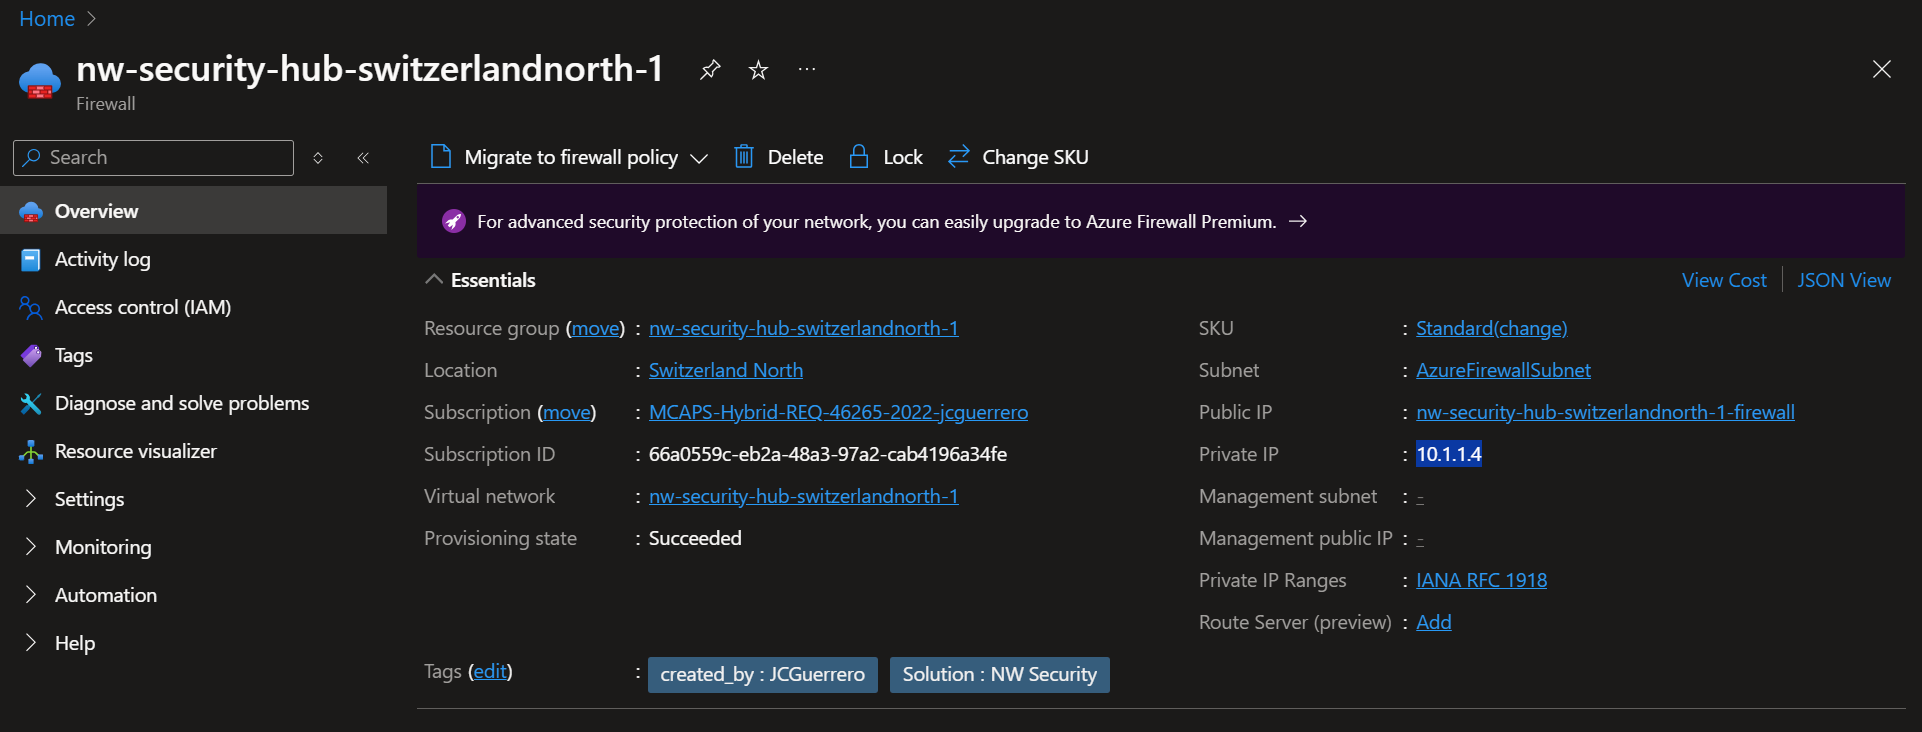 Home
nw-security-hub-switzerlandnorth-1
Firewall
Search
Migrate to firewall policy Delete Lock Change SKU
Overview
Activity log
Access control (IAM)
Tags
Diagnose and solve problems
Resource visualizer
Settings
Monitoring
Automation
Help
For advanced security protection of your network, you can easily upgrade to Azure Firewall Premium.
Essentials
View Cost JSON View
Resource group (move) : nw-security-hub-switzerlandnorth-1
Location : Switzerland North
Subscription (move) : MCAPS-Hybrid-REQ-46265-2022-jcguerrero
Subscription ID : 66a0559c-eb2a-48a3-97a2-cab4196a34fe
Virtual network : nw-security-hub-switzerlandnorth-1
Provisioning state : Succeeded
SKU : Standard(change)
Subnet : AzureFirewallSubnet
Public IP : nw-security-hub-switzerlandnorth-1-firewall
Private IP : 10.1.1.4
Management subnet : -
Management public IP : -
Private IP Ranges : IANA RFC 1918
Route Server (preview) : Add
Tags (edit) : created_by : JCGuerrero Solution : NW Security